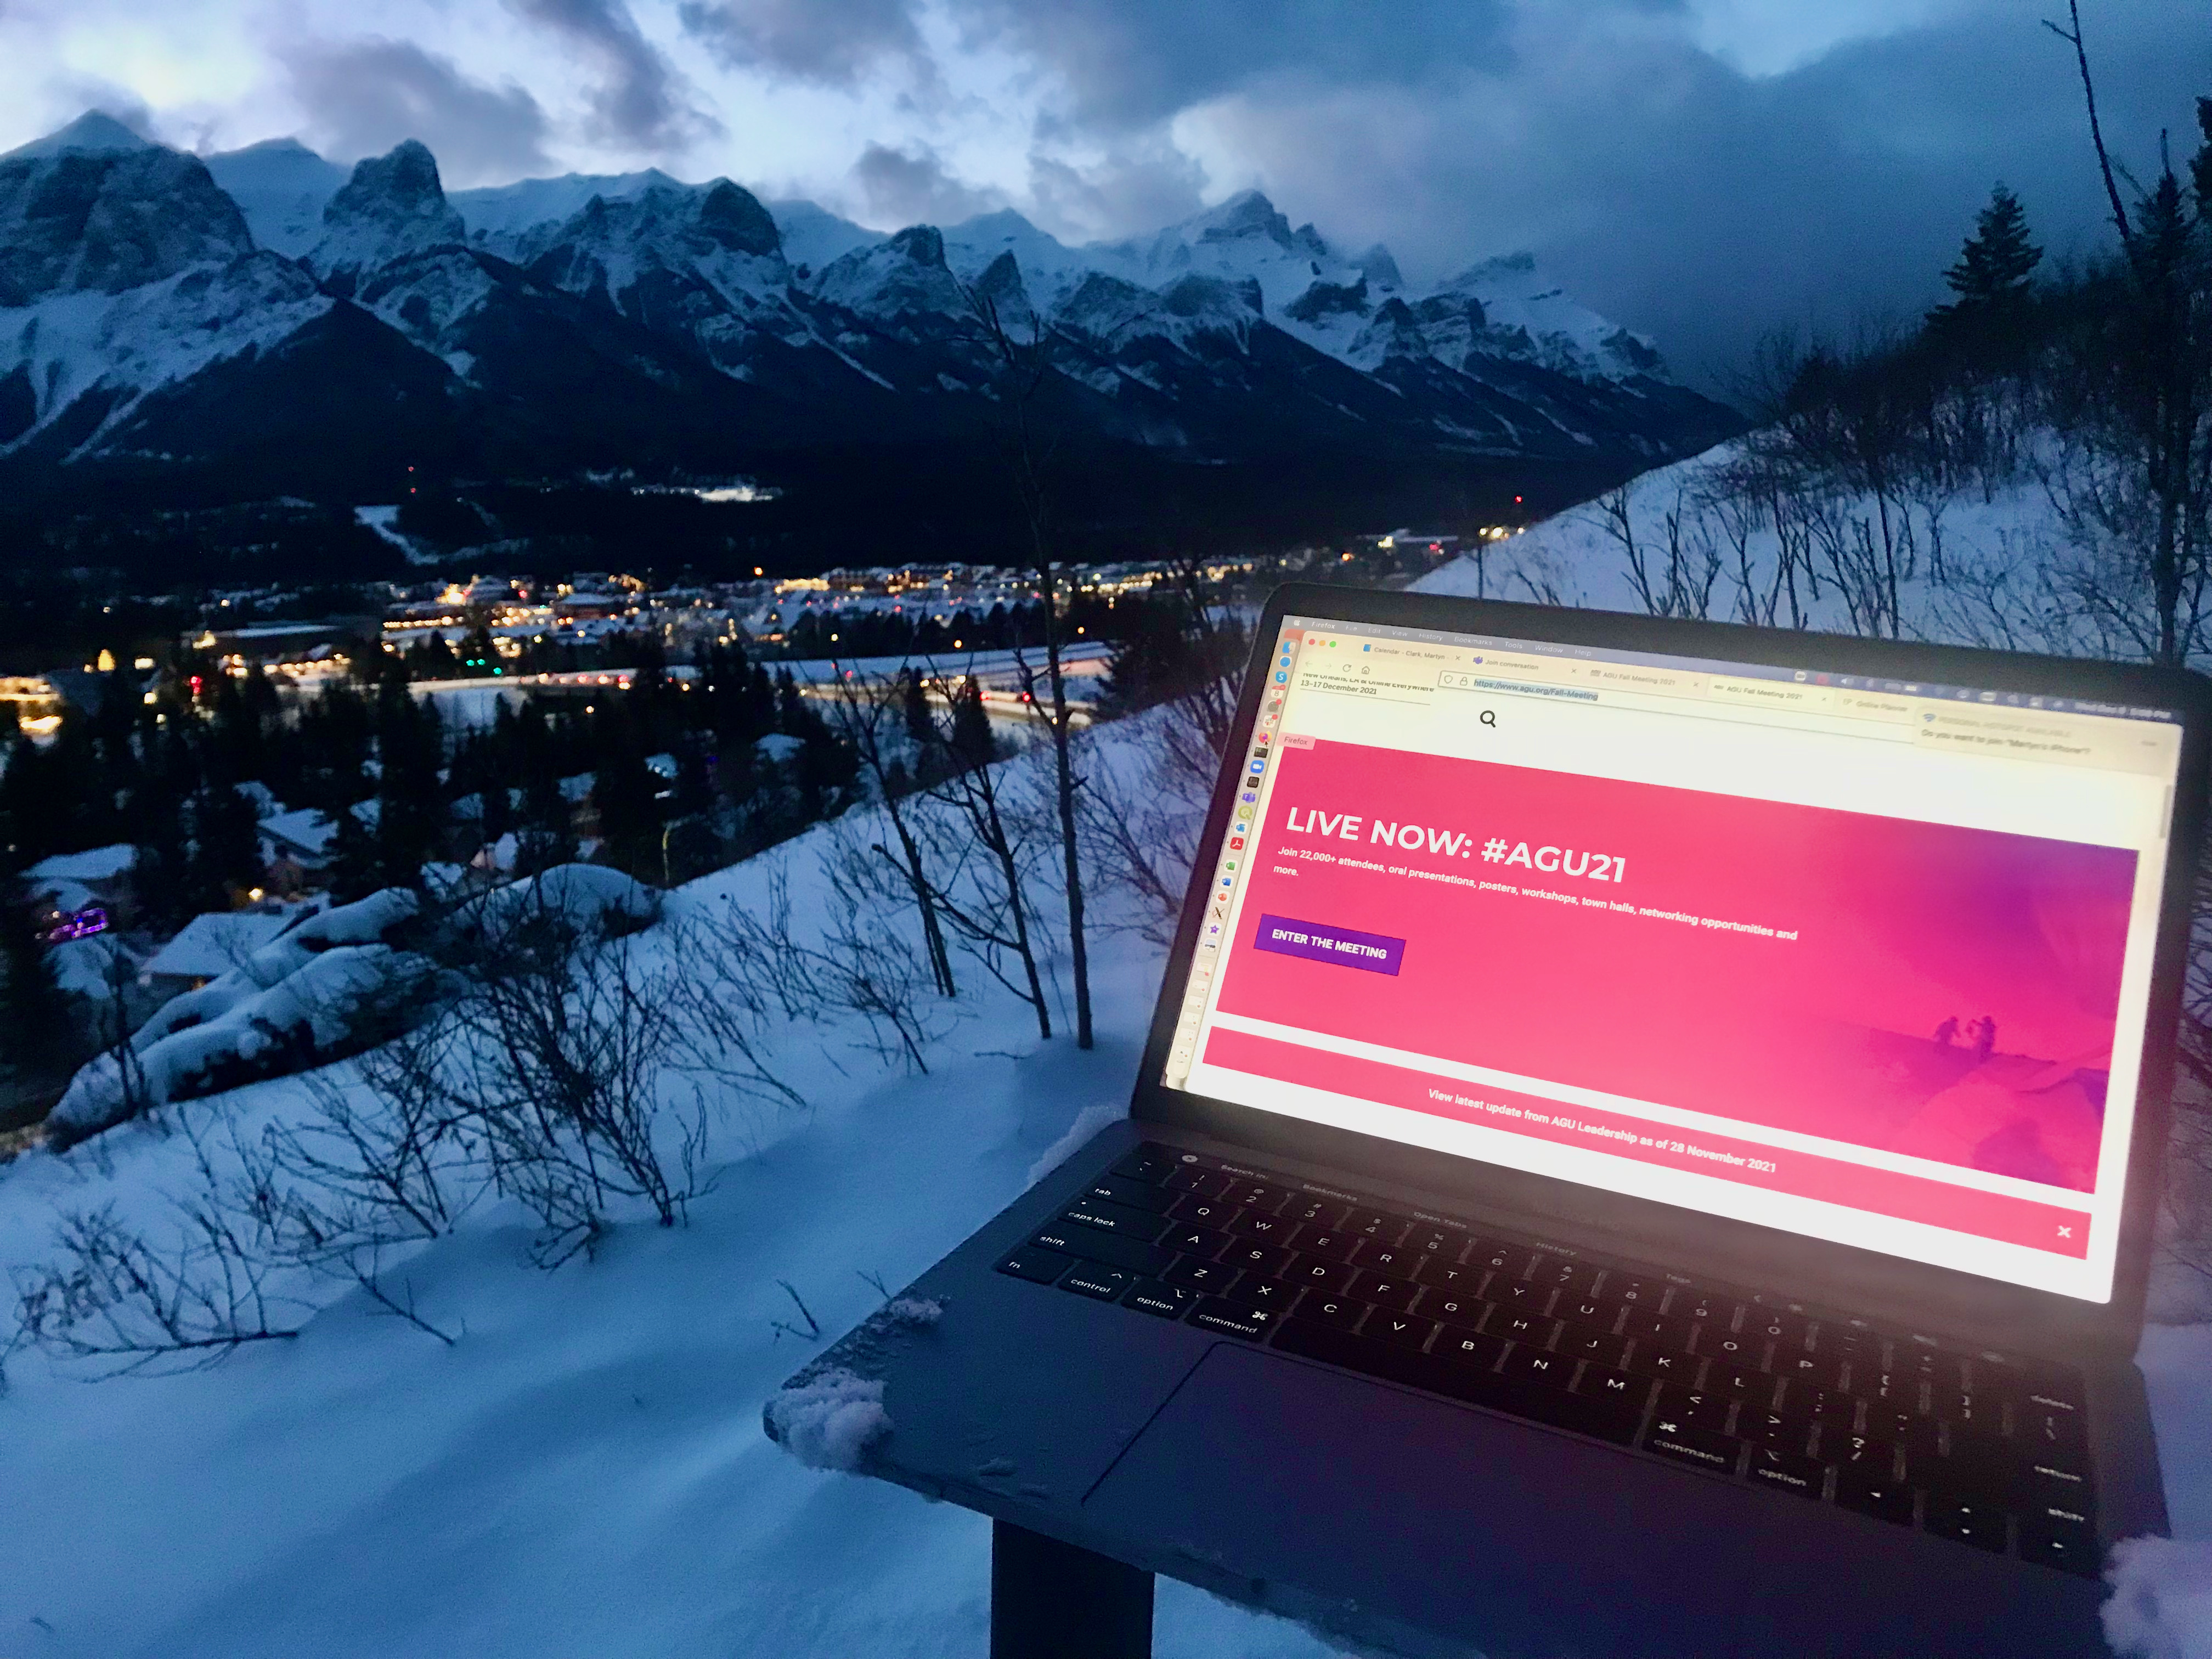 Firefox File Edit View History Bookmarks Tools Window Help
Calendar - Clark, Martyn
Join conversation
AGU Fall Meeting 2021
AGU Fall Meeting 2021
Online Planner
https://www.agu.org/Fall-Meeting
New Orleans, LA & Online Everywhere
13–17 December 2021
Do you want to join "Martyn's iPhone"?
Firefox
LIVE NOW: #AGU21
Join 22,000+ attendees, oral presentations, posters, workshops, town halls, networking opportunities and
more.
ENTER THE MEETING
View latest update from AGU Leadership as of 28 November 2021
Search in: Bookmarks Open Tabs History Tags
~ ! @ # $ % ^ & * (
1 2 3 4 5 6 7 8 9 0
tab Q W E R T Y U I O P delete
caps lock A S D F G H J K L return
shift Z X C V B N M < > ? shift
fn control option command command option